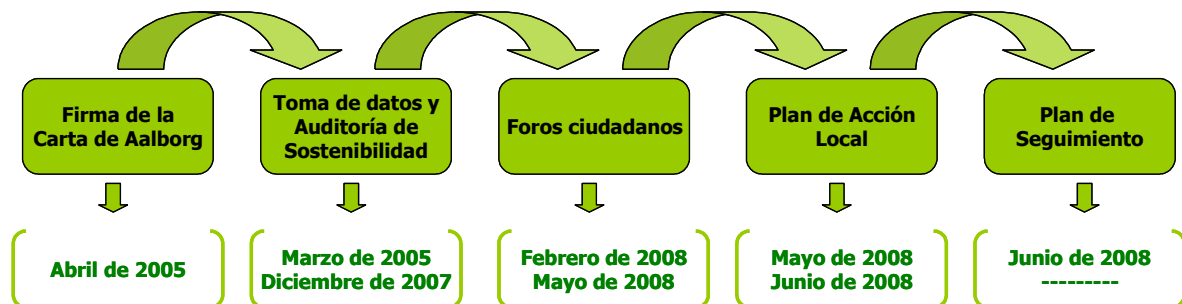 Firma de la
Carta de Aalborg
Toma de datos y
Auditoría de
Sostenibilidad
Foros ciudadanos
Plan de Acción
Local
Plan de
Seguimiento
Abril de 2005
Marzo de 2005
Diciembre de 2007
Febrero de 2008
Mayo de 2008
Mayo de 2008
Junio de 2008
Junio de 2008
---------